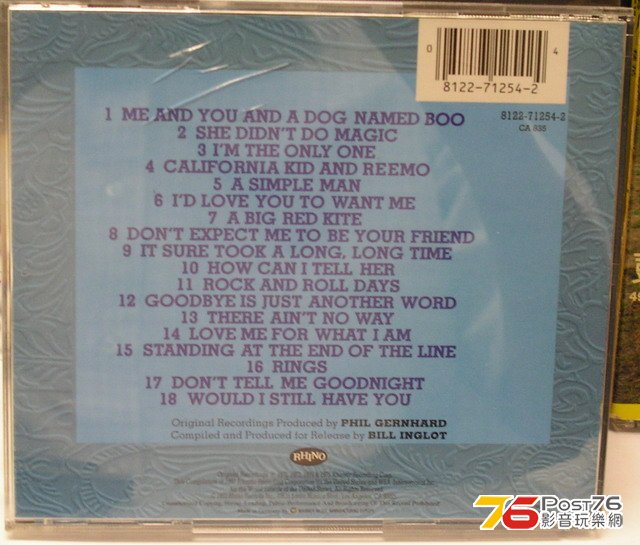 0 4
8122-71254-2
8122-71254-2
CA 835
1 ME AND YOU AND A DOG NAMED BOO
2 SHE DIDN'T DO MAGIC
3 I'M THE ONLY ONE
4 CALIFORNIA KID AND REEMO
5 A SIMPLE MAN
6 I'D LOVE YOU TO WANT ME
7 A BIG RED KITE
8 DON'T EXPECT ME TO BE YOUR FRIEND
9 IT SURE TOOK A LONG, LONG TIME
10 HOW CAN I TELL HER
11 ROCK AND ROLL DAYS
12 GOODBYE IS JUST ANOTHER WORD
13 THERE AIN'T NO WAY
14 LOVE ME FOR WHAT I AM
15 STANDING AT THE END OF THE LINE
16 RINGS
17 DON'T TELL ME GOODNIGHT
18 WOULD I STILL HAVE YOU
Original Recordings Produced by PHIL GERNHARD
Compiled and Produced for Release by BILL INGLOT
RHINO
76 POST76
影音玩樂網